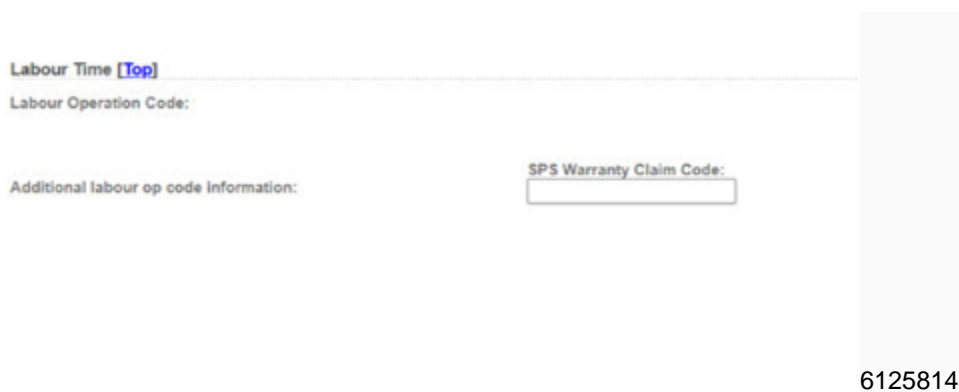 Labour Time [Top]
Labour Operation Code:
SPS Warranty Claim Code:
Additional labour op code information:
6125814